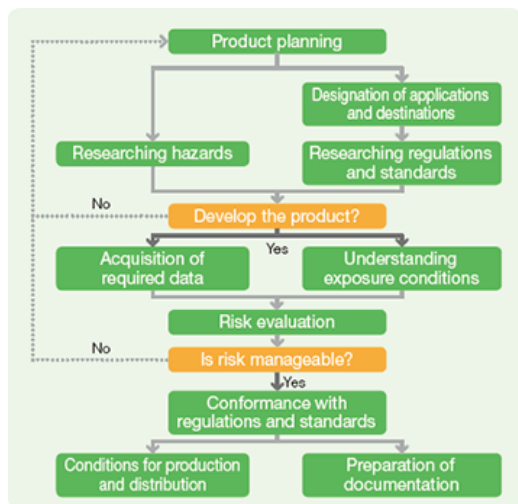 Product planning
Designation of applications
and destinations
Researching hazards
Researching regulations
and standards
No
Develop the product?
Yes
Acquisition of
required data
Understanding
exposure conditions
Risk evaluation
No
Is risk manageable?
Yes
Conformance with
regulations and standards
Conditions for production
and distribution
Preparation of
documentation